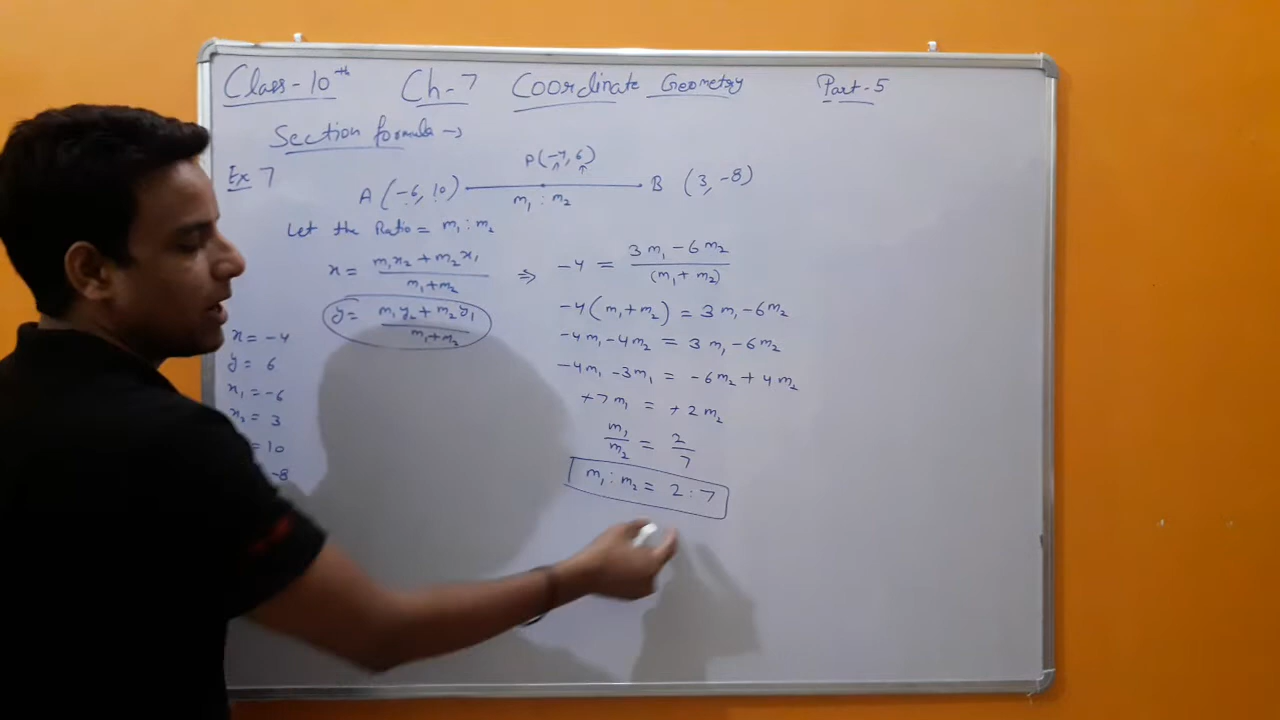 Class-10th Ch-7 Coordinate Geometry Part-5
Section formula →
Ex 7
P(-4, 6)
A (-6, 10) B (3, -8)
m₁ : m₂
Let the Ratio = m₁ : m₂
x = m₁x₂ + m₂x₁ / m₁+m₂
y = m₁y₂ + m₂y₁ / m₁+m₂
x = -4
y = 6
x₁ = -6
x₂ = 3
= 10
-8
⇒ -4 = 3m₁ - 6m₂ / (m₁ + m₂)
-4(m₁+m₂) = 3m₁-6m₂
-4m₁-4m₂ = 3m₁-6m₂
-4m₁-3m₁ = -6m₂+4m₂
+7m₁ = +2m₂
m₁/m₂ = 2/7
m₁ : m₂ = 2 : 7